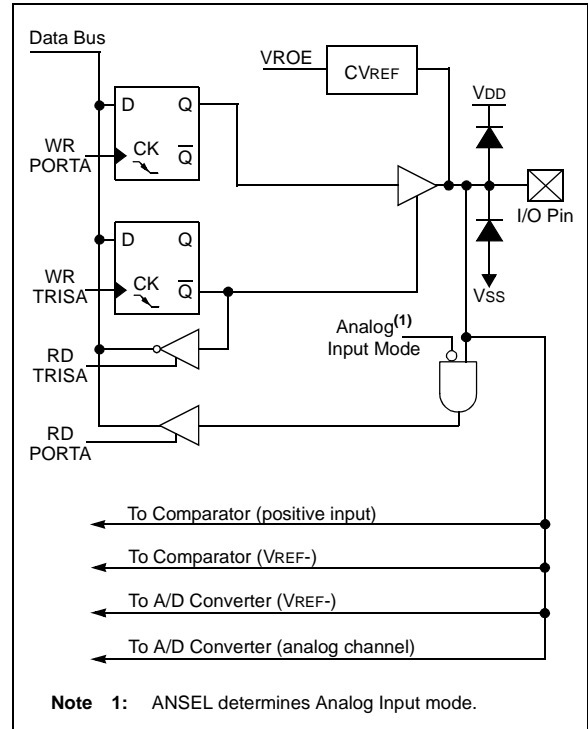 Data Bus
VROE
CVREF
VDD
D
Q
WR
PORTA
CK
Q
I/O Pin
D
Q
WR
TRISA
CK
Q
VSS
Analog(1)
Input Mode
RD
TRISA
RD
PORTA
To Comparator (positive input)
To Comparator (VREF-)
To A/D Converter (VREF-)
To A/D Converter (analog channel)
Note 1: ANSEL determines Analog Input mode.